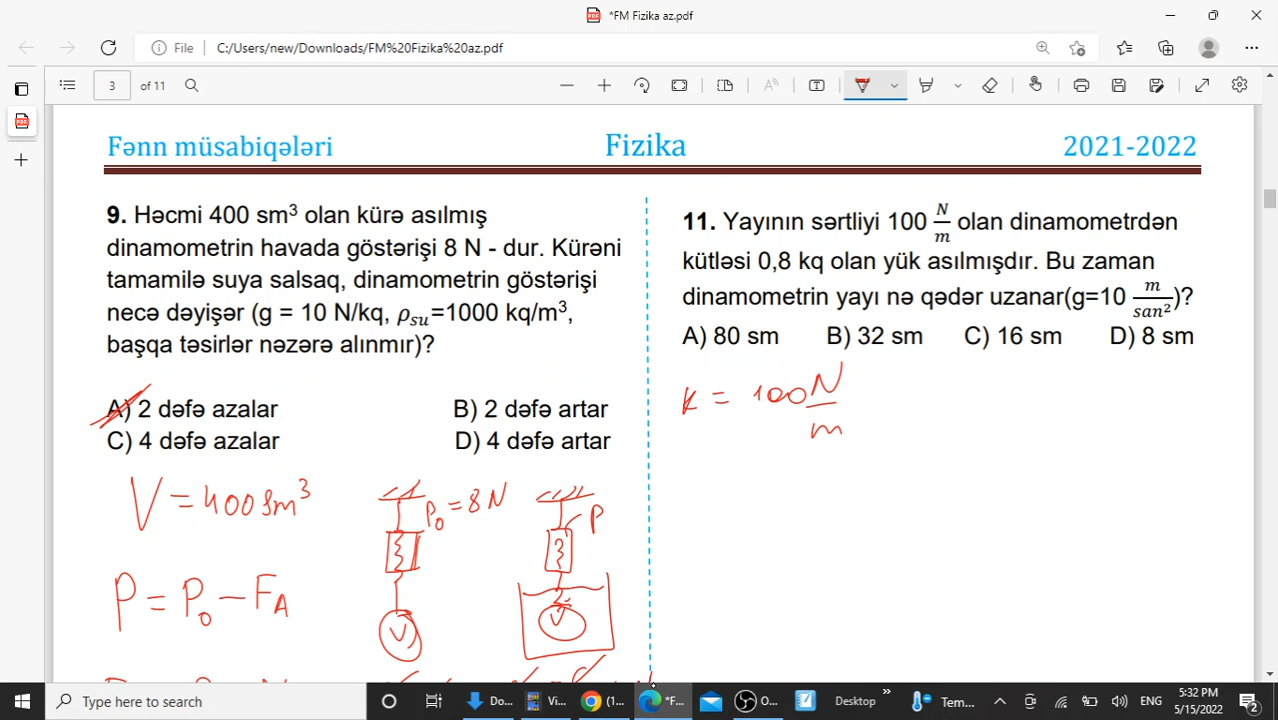 *FM Fizika az.pdf
File C:/Users/new/Downloads/FM%20Fizika%20az.pdf
3 of 11
Fənn müsabiqələri Fizika 2021-2022
9. Həcmi 400 sm³ olan kürə asılmış
dinamometrin havada göstərişi 8 N - dur. Kürəni
tamamilə suya salsaq, dinamometrin göstərişi
necə dəyişər (g = 10 N/kq, ρsu=1000 kq/m³,
başqa təsirlər nəzərə alınmır)?
A) 2 dəfə azalar B) 2 dəfə artar
C) 4 dəfə azalar D) 4 dəfə artar
V = 400 sm³
P₀ = 8 N
P
P = P₀ – F_A
V
V
11. Yayının sərtliyi 100 N/m olan dinamometrdən
kütləsi 0,8 kq olan yük asılmışdır. Bu zaman
dinamometrin yayı nə qədər uzanar(g=10 m/san²)?
A) 80 sm B) 32 sm C) 16 sm D) 8 sm
k = 100 N/m
Type here to search
Do...
Vi...
(1...
*F...
O...
Desktop
Tem...
ENG
5:32 PM
5/15/2022
2